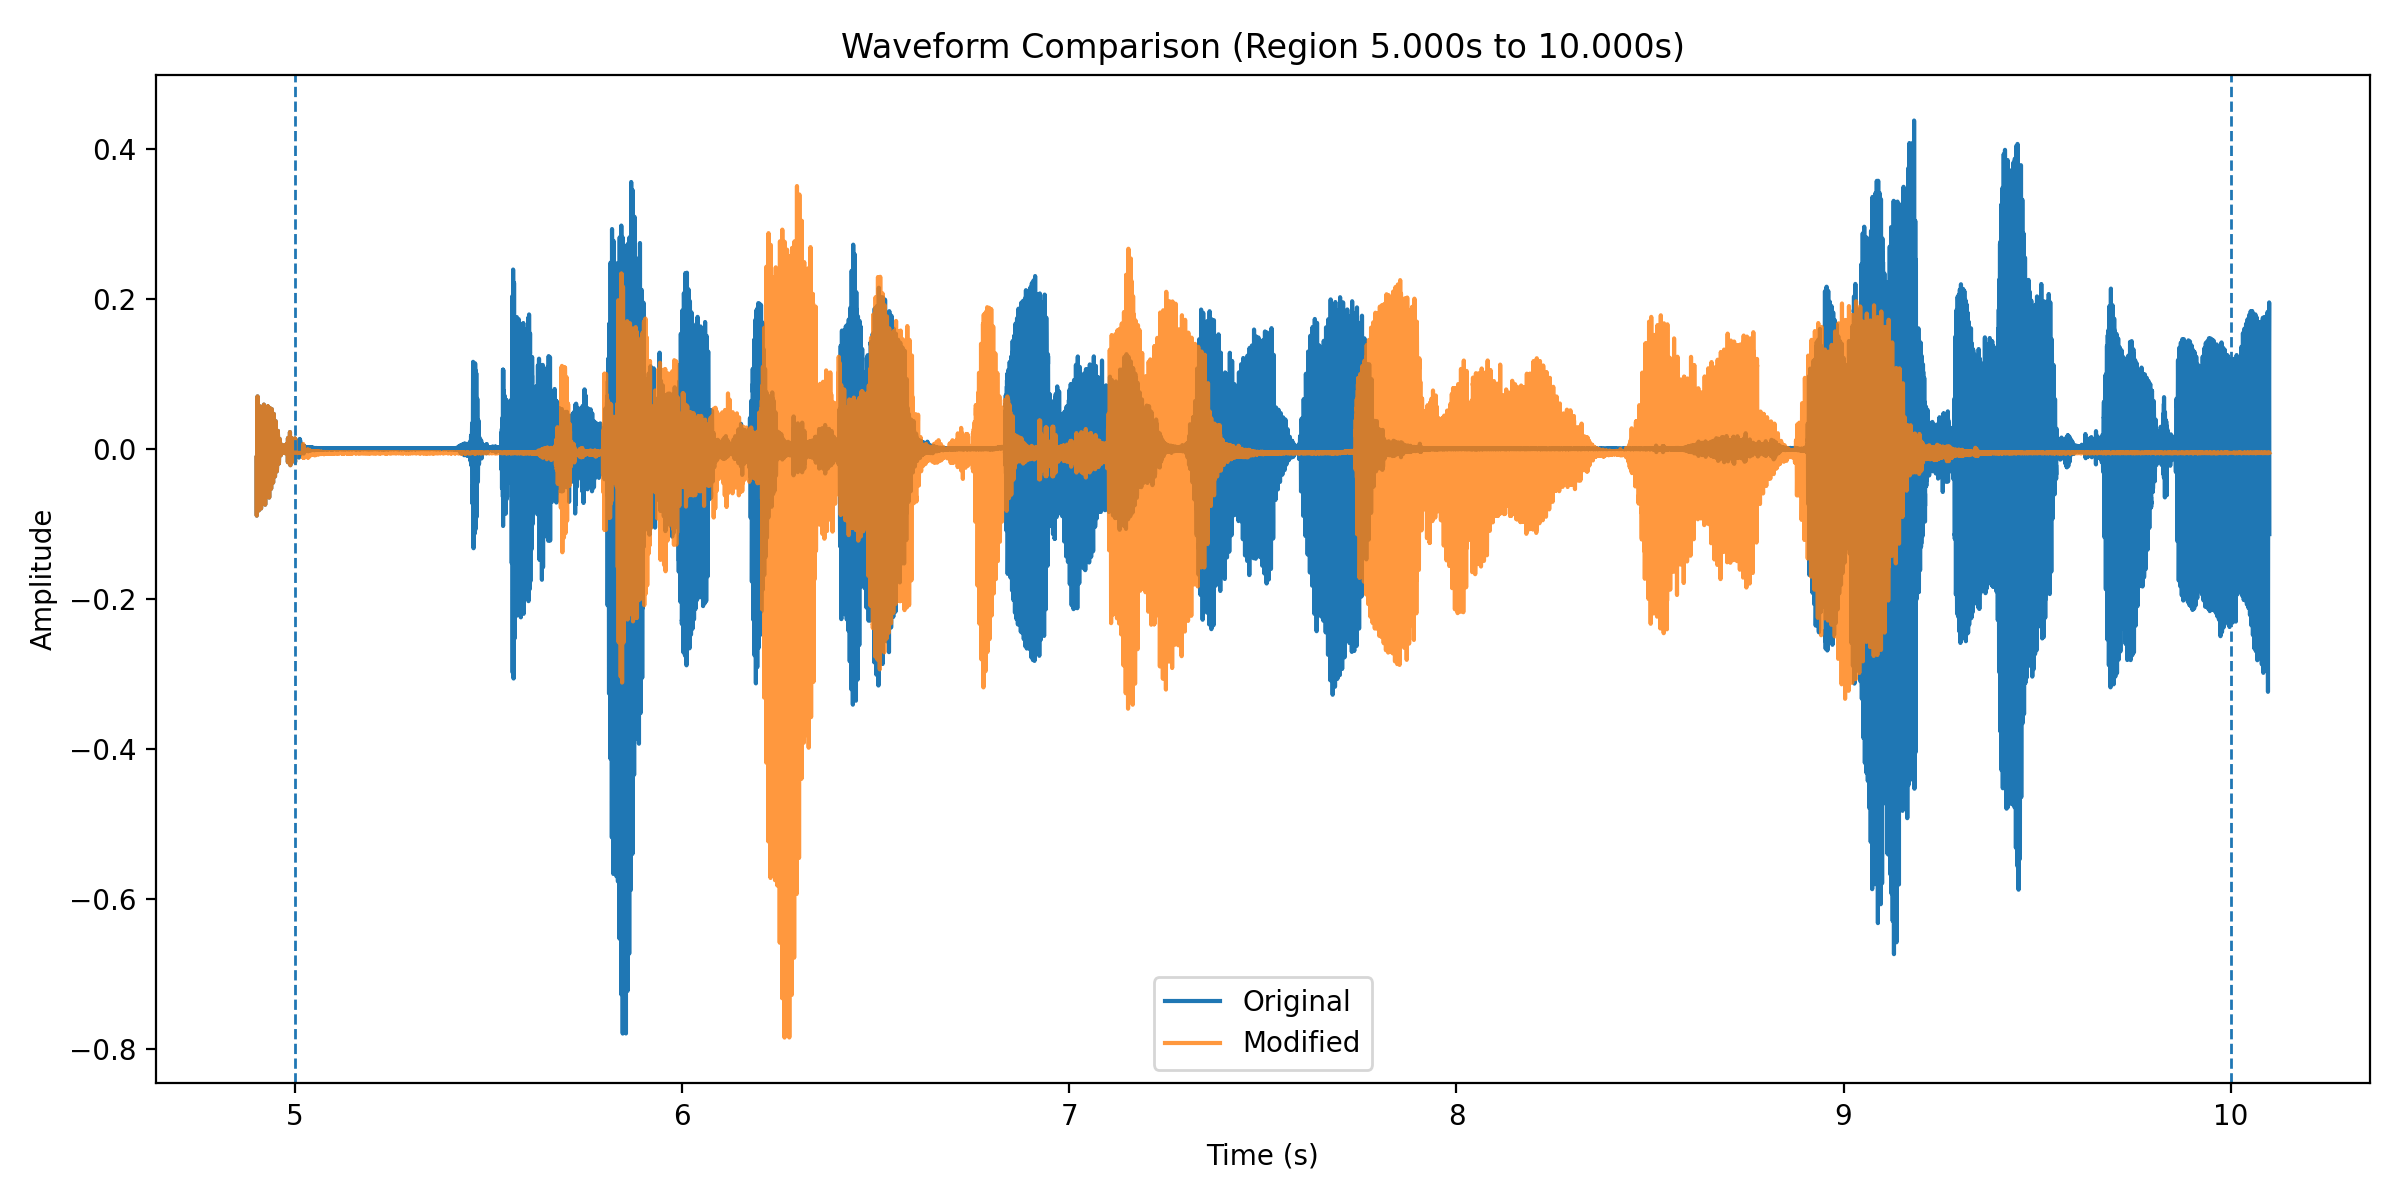 Waveform Comparison (Region 5.000s to 10.000s)
Amplitude
0.4
0.2
0.0
−0.2
−0.4
−0.6
−0.8
Original
Modified
5 6 7 8 9 10
Time (s)